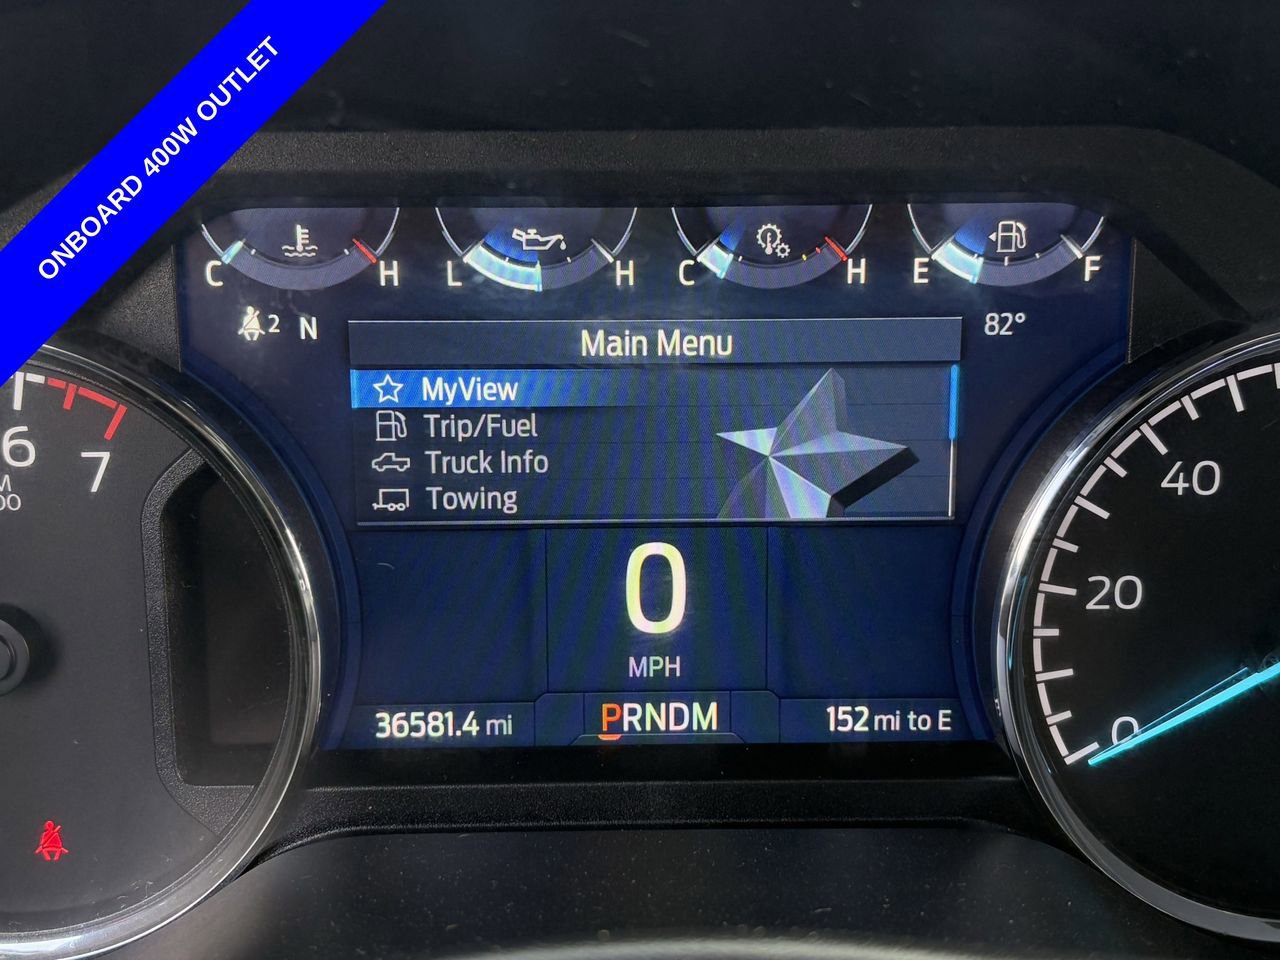 ONBOARD 400W OUTLET
C H L H C H E F
2 N
82°
Main Menu
MyView
Trip/Fuel
Truck Info
Towing
0
MPH
36581.4 mi
PRNDM
152 mi to E
6
7
40
20
0